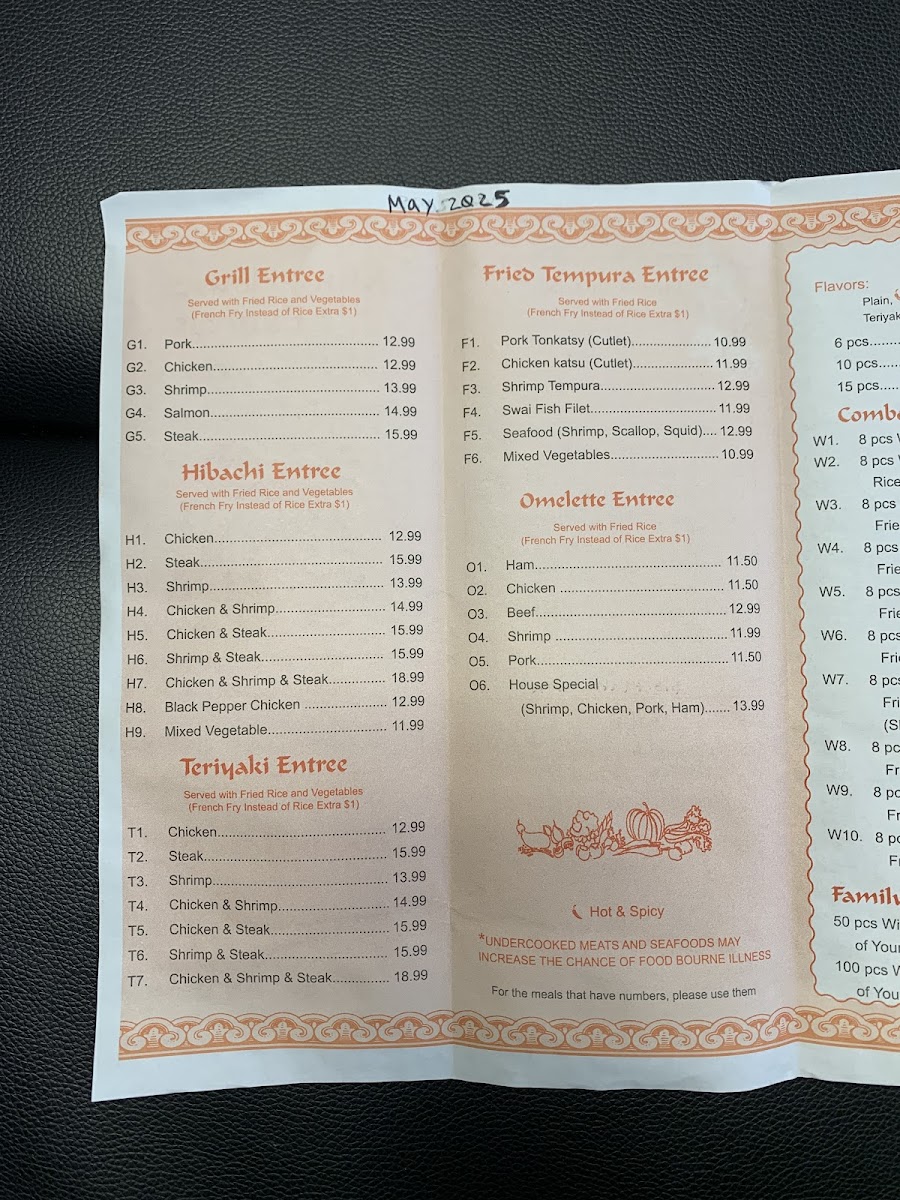 May. 2025
Grill Entree
Served with Fried Rice and Vegetables
(French Fry Instead of Rice Extra $1)
G1. Pork 12.99
G2. Chicken 12.99
G3. Shrimp 13.99
G4. Salmon 14.99
G5. Steak 15.99
Hibachi Entree
Served with Fried Rice and Vegetables
(French Fry Instead of Rice Extra $1)
H1. Chicken 12.99
H2. Steak 15.99
H3. Shrimp 13.99
H4. Chicken & Shrimp 14.99
H5. Chicken & Steak 15.99
H6. Shrimp & Steak 15.99
H7. Chicken & Shrimp & Steak 18.99
H8. Black Pepper Chicken 12.99
H9. Mixed Vegetable 11.99
Teriyaki Entree
Served with Fried Rice and Vegetables
(French Fry Instead of Rice Extra $1)
T1. Chicken 12.99
T2. Steak 15.99
T3. Shrimp 13.99
T4. Chicken & Shrimp 14.99
T5. Chicken & Steak 15.99
T6. Shrimp & Steak 15.99
T7. Chicken & Shrimp & Steak 18.99
Fried Tempura Entree
Served with Fried Rice
(French Fry Instead of Rice Extra $1)
F1. Pork Tonkatsy (Cutlet) 10.99
F2. Chicken katsu (Cutlet) 11.99
F3. Shrimp Tempura 12.99
F4. Swai Fish Filet 11.99
F5. Seafood (Shrimp, Scallop, Squid) 12.99
F6. Mixed Vegetables 10.99
Omelette Entree
Served with Fried Rice
(French Fry Instead of Rice Extra $1)
O1. Ham 11.50
O2. Chicken 11.50
O3. Beef 12.99
O4. Shrimp 11.99
O5. Pork 11.50
O6. House Special
(Shrimp, Chicken, Pork, Ham) 13.99
Hot & Spicy
*UNDERCOOKED MEATS AND SEAFOODS MAY
INCREASE THE CHANCE OF FOOD BOURNE ILLNESS
For the meals that have numbers, please use them
Flavors:
Plain,
6 pcs
10 pcs
15 pcs
W1. 8 pcs
W2. 8 pcs
Rice
W3. 8 pcs
W4. 8 pcs
W5. 8 pcs
W6. 8 pcs
W7. 8 pcs
W8. 8
W9. 8
W10. 8
Family
50 pcs
of
100 pcs
of